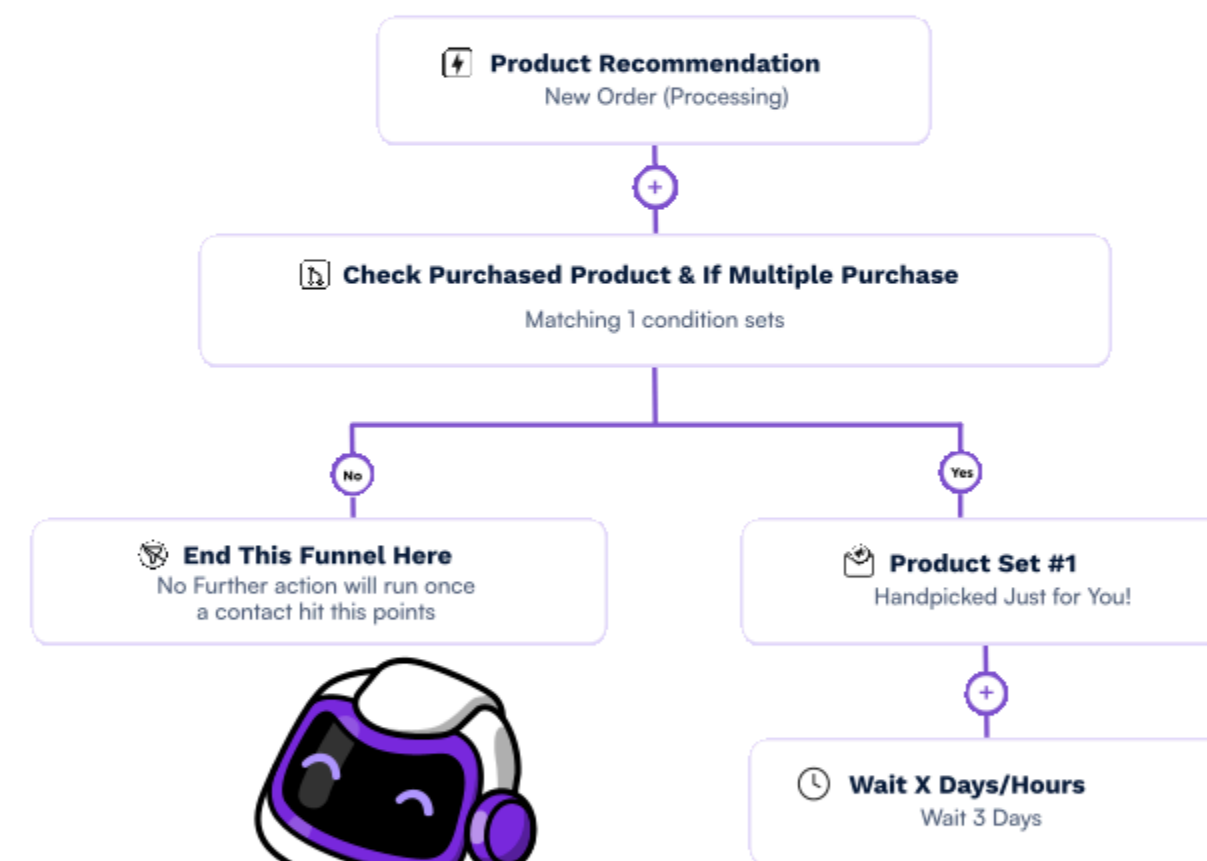 Product Recommendation
New Order (Processing)
+
Check Purchased Product & If Multiple Purchase
Matching 1 condition sets
No
Yes
End This Funnel Here
No Further action will run once
a contact hit this points
Product Set #1
Handpicked Just for You!
+
Wait X Days/Hours
Wait 3 Days